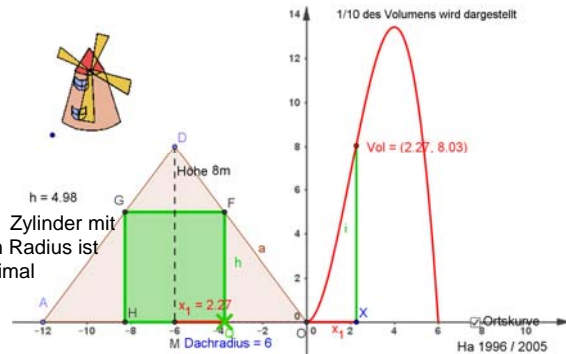 1/10 des Volumens wird dargestellt
14
12
10
8
6
4
2
0
D
Höhe 8m
Vol = (2.27, 8.03)
h = 4.98
G
F
Zylinder mit
n Radius ist
imal
a
h
i
A
H
x₁ = 2.27
O
X
-12 -10 -8 -6 -4 -2 0 2 4 6
M
Dachradius = 6
x₁
Ortskurve
Ha 1996 / 2005